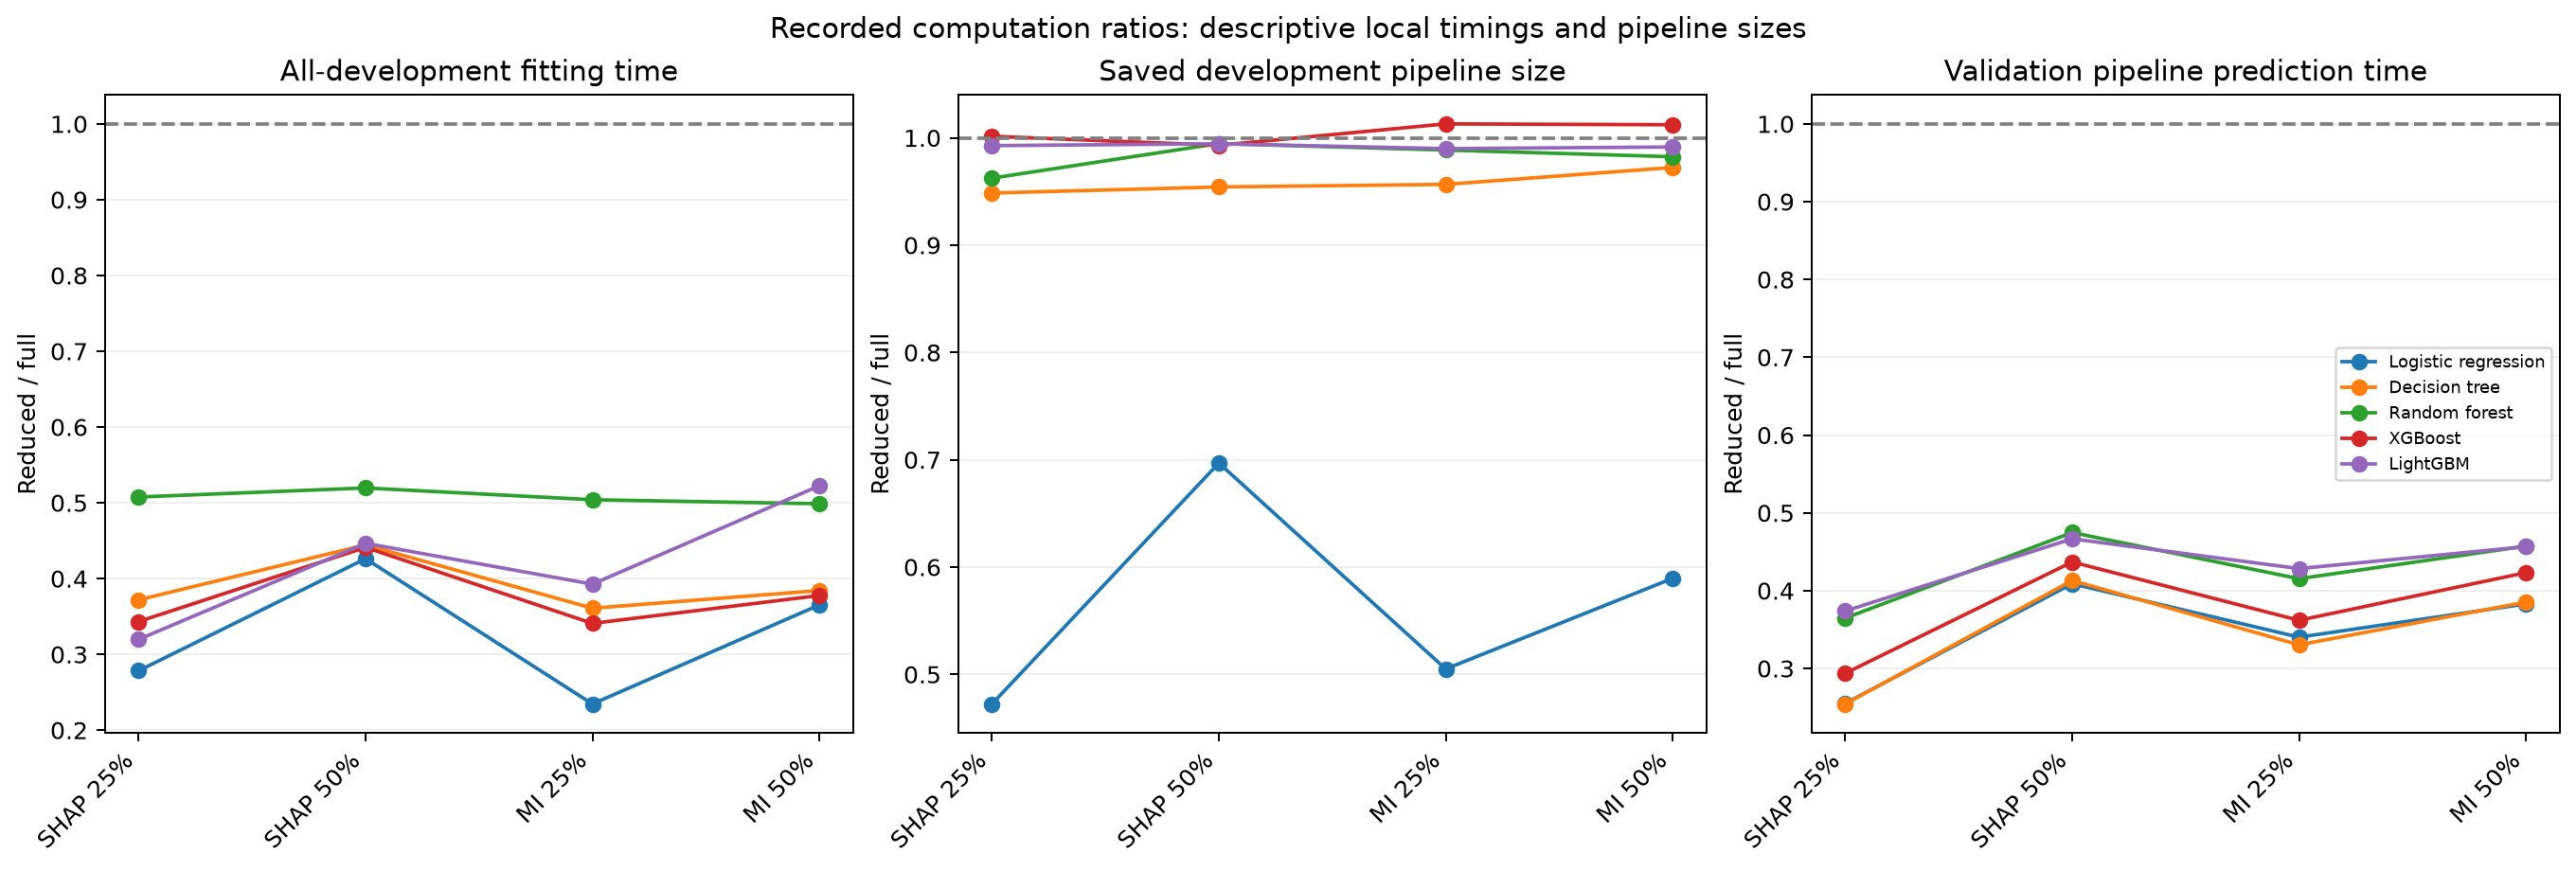 Recorded computation ratios: descriptive local timings and pipeline sizes
All-development fitting time
Reduced / full
1.0
0.9
0.8
0.7
0.6
0.5
0.4
0.3
0.2
SHAP 25%
SHAP 50%
MI 25%
MI 50%
Saved development pipeline size
Reduced / full
1.0
0.9
0.8
0.7
0.6
0.5
SHAP 25%
SHAP 50%
MI 25%
MI 50%
Validation pipeline prediction time
Reduced / full
1.0
0.9
0.8
0.7
0.6
0.5
0.4
0.3
Logistic regression
Decision tree
Random forest
XGBoost
LightGBM
SHAP 25%
SHAP 50%
MI 25%
MI 50%